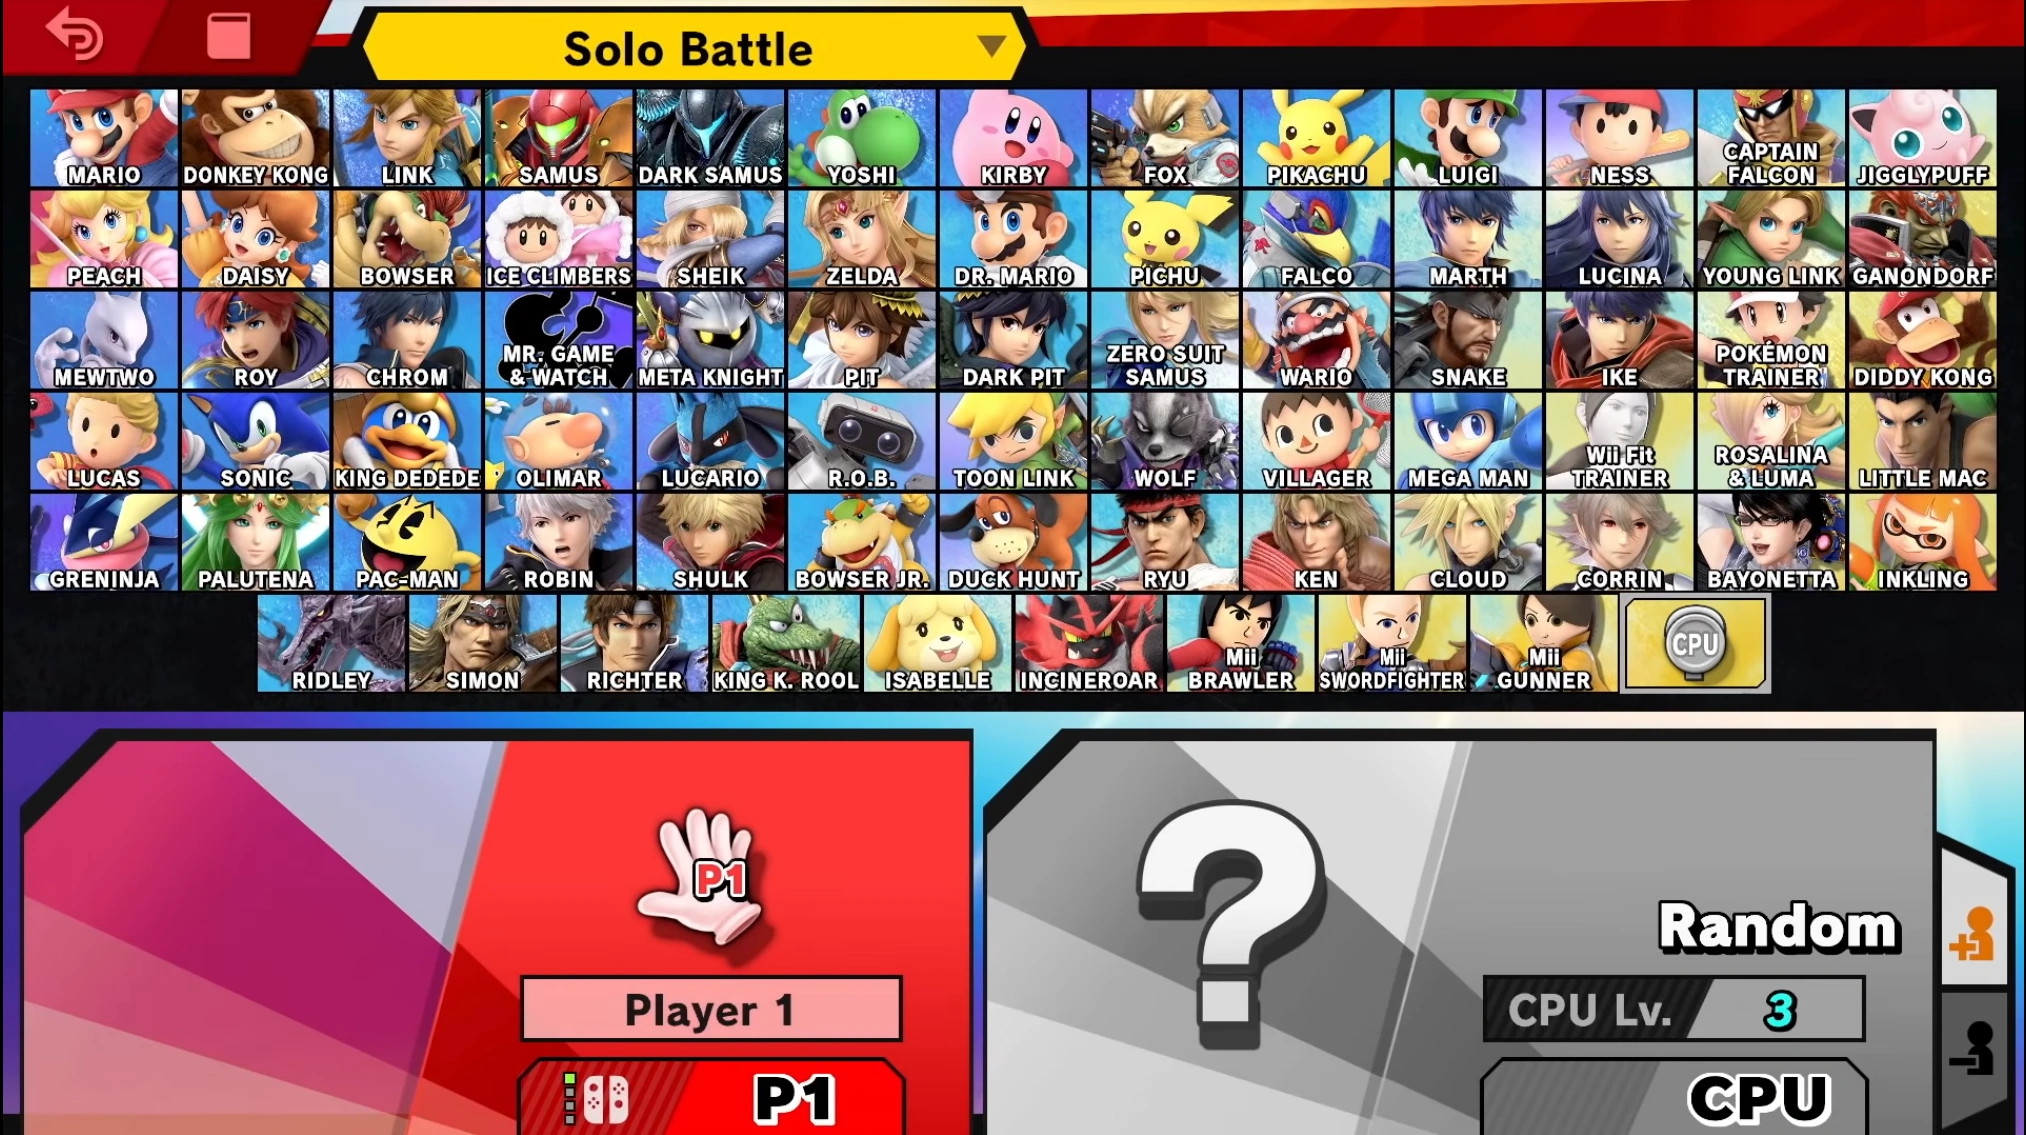 Solo Battle
MARIO
DONKEY KONG
LINK
SAMUS
DARK SAMUS
YOSHI
KIRBY
FOX
PIKACHU
LUIGI
NESS
CAPTAIN
FALCON
JIGGLYPUFF
PEACH
DAISY
BOWSER
ICE CLIMBERS
SHEIK
ZELDA
DR. MARIO
PICHU
FALCO
MARTH
LUCINA
YOUNG LINK
GANONDORF
MEWTWO
ROY
CHROM
MR. GAME
& WATCH
META KNIGHT
PIT
DARK PIT
ZERO SUIT
SAMUS
WARIO
SNAKE
IKE
POKÉMON
TRAINER
DIDDY KONG
LUCAS
SONIC
KING DEDEDE
OLIMAR
LUCARIO
R.O.B.
TOON LINK
WOLF
VILLAGER
MEGA MAN
Wii Fit
TRAINER
ROSALINA
& LUMA
LITTLE MAC
GRENINJA
PALUTENA
PAC-MAN
ROBIN
SHULK
BOWSER JR.
DUCK HUNT
RYU
KEN
CLOUD
CORRIN
BAYONETTA
INKLING
RIDLEY
SIMON
RICHTER
KING K. ROOL
ISABELLE
INCINEROAR
Mii
BRAWLER
Mii
SWORDFIGHTER
Mii
GUNNER
CPU
P1
Player 1
P1
Random
CPU Lv. 3
CPU